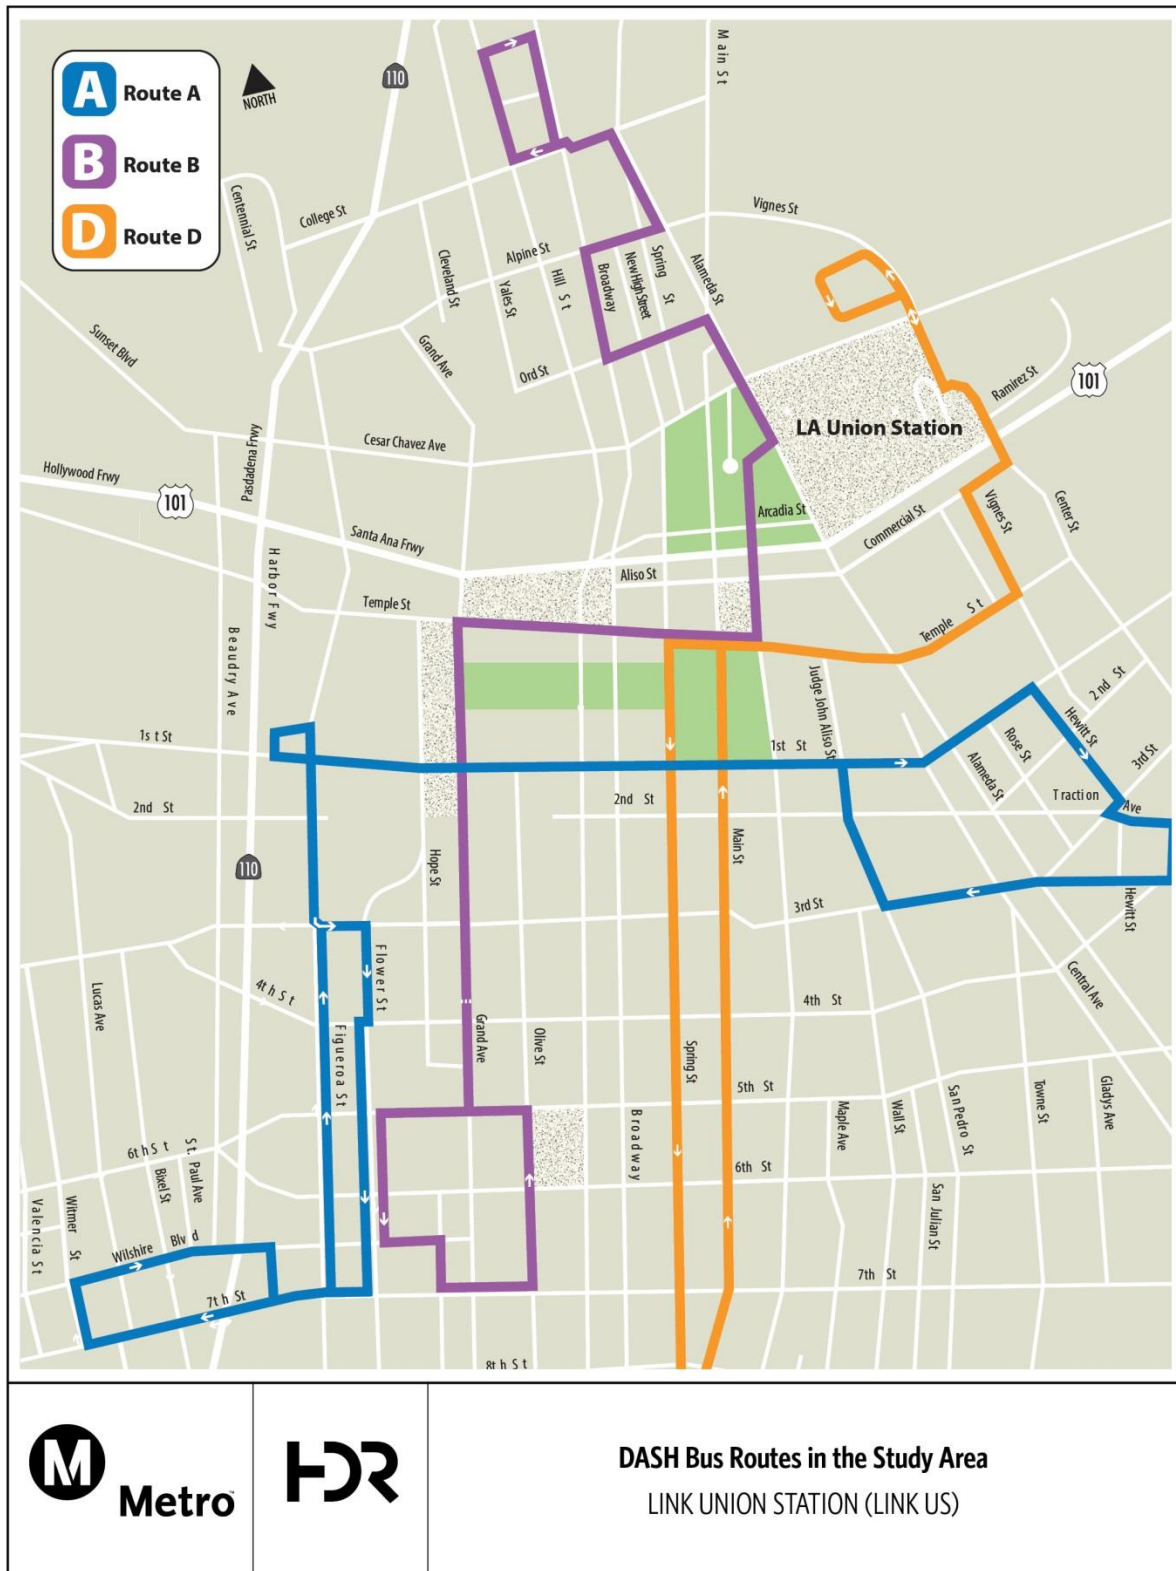 A Route A
B Route B
D Route D
NORTH
110
Main St
Centennial St
College St
Vignes St
Cleveland St
Alpine St
Yales St
Hill St
Broadway
New High Street
Spring St
Alameda St
Sunset Blvd
Grand Ave
Ord St
Ramirez St
101
LA Union Station
Cesar Chavez Ave
Pasdadena Frwy
Hollywood Frwy
101
Arcadia St
Commercial St
Vignes St
Center St
Santa Ana Frwy
Harbor Fwy
Aliso St
Temple St
Temple St
Beaudry Ave
Judge John Aliso St
2nd St
Hewitt St
Rose St
Alameda St
3rd St
1st St
1st St
2nd St
2nd St
Traction Ave
Main St
Hope St
110
3rd St
Hewitt St
Flower St
4th St
Lucas Ave
Central Ave
4th St
Figueroa St
Grand Ave
Olive St
Spring St
5th St
Broadway
Maple Ave
Wall St
San Pedro St
Towne St
Gladys Ave
6th St
St. Paul Ave
Bixel St
6th St
San Julian St
Valencia St
Witmer St
Wilshire Blvd
7th St
7th St
8th St
M Metro™
HDR
DASH Bus Routes in the Study Area
LINK UNION STATION (LINK US)